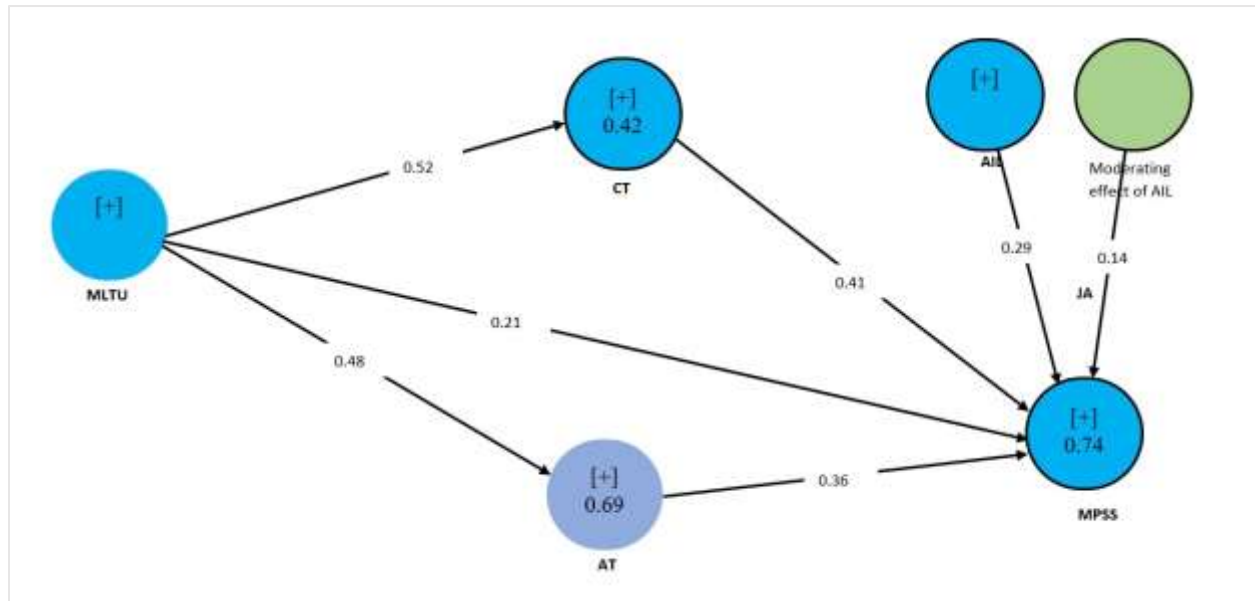 [+]
MLTU
0.52
0.21
0.48
[+]
0.42
CT
0.41
[+]
0.69
AT
0.36
[+]
AIL
0.29
Moderating
effect of AIL
0.14
JA
[+]
0.74
MPSS